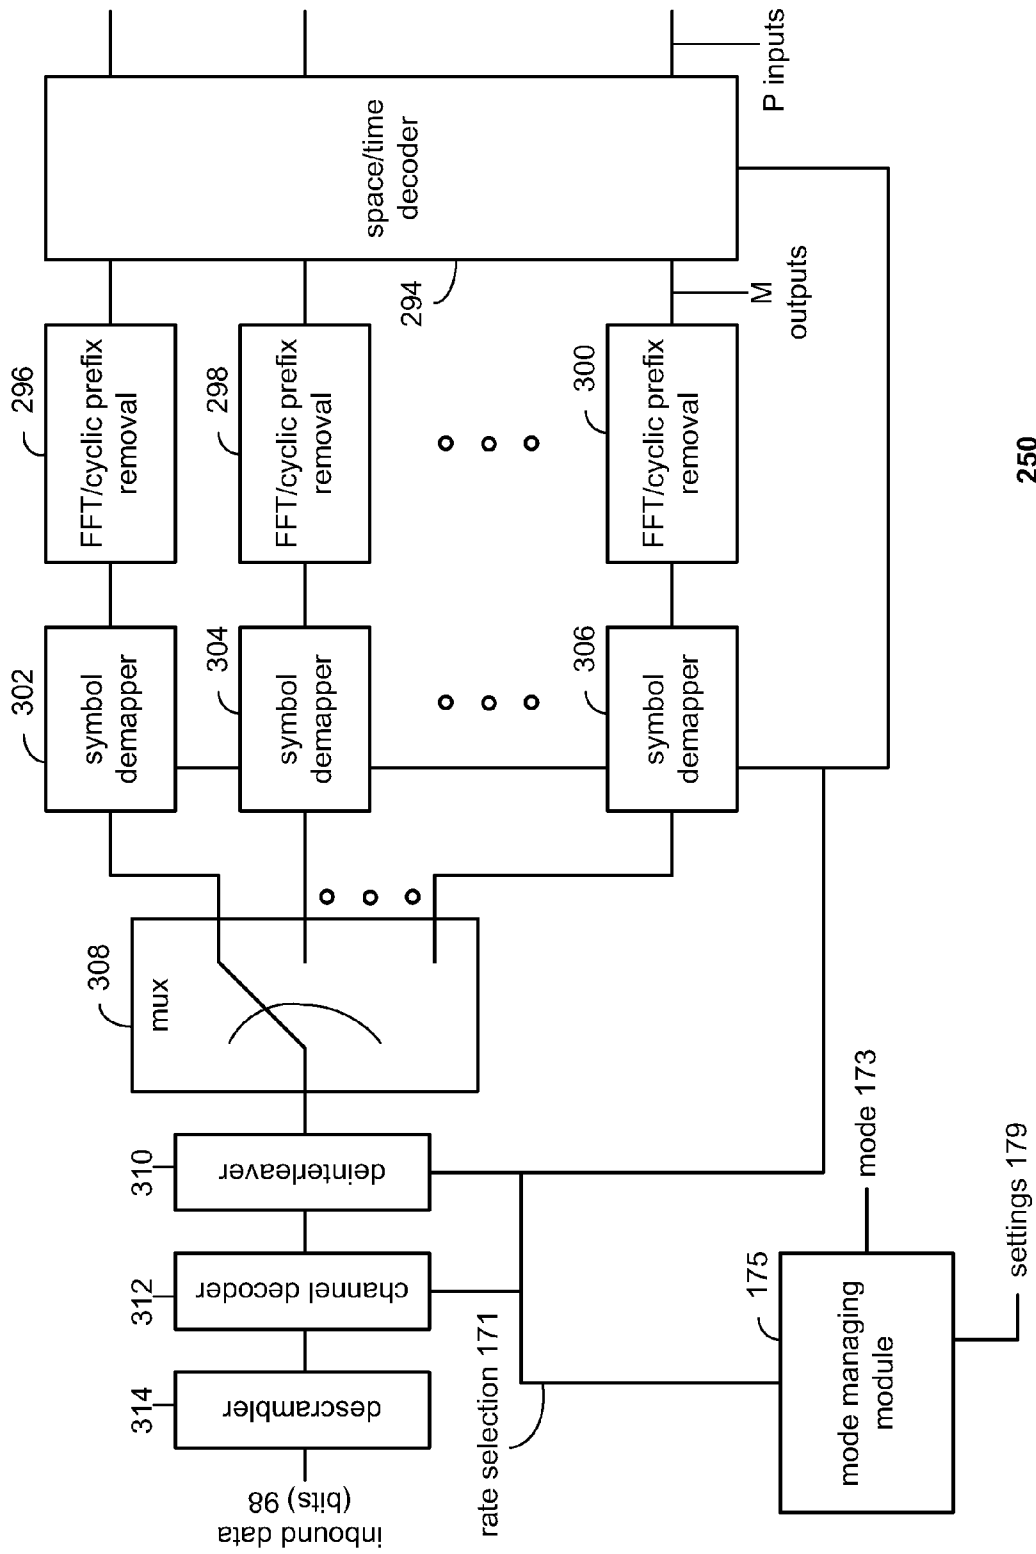 inbound data
(bits) 98
314
descrambler
312
channel decoder
310
deinterleaver
308
mux
302
symbol
demapper
304
symbol
demapper
306
symbol
demapper
296
FFT/cyclic prefix
removal
298
FFT/cyclic prefix
removal
300
FFT/cyclic prefix
removal
space/time
decoder
294
M
outputs
P inputs
rate selection 171
175
mode managing
module
mode 173
settings 179
250